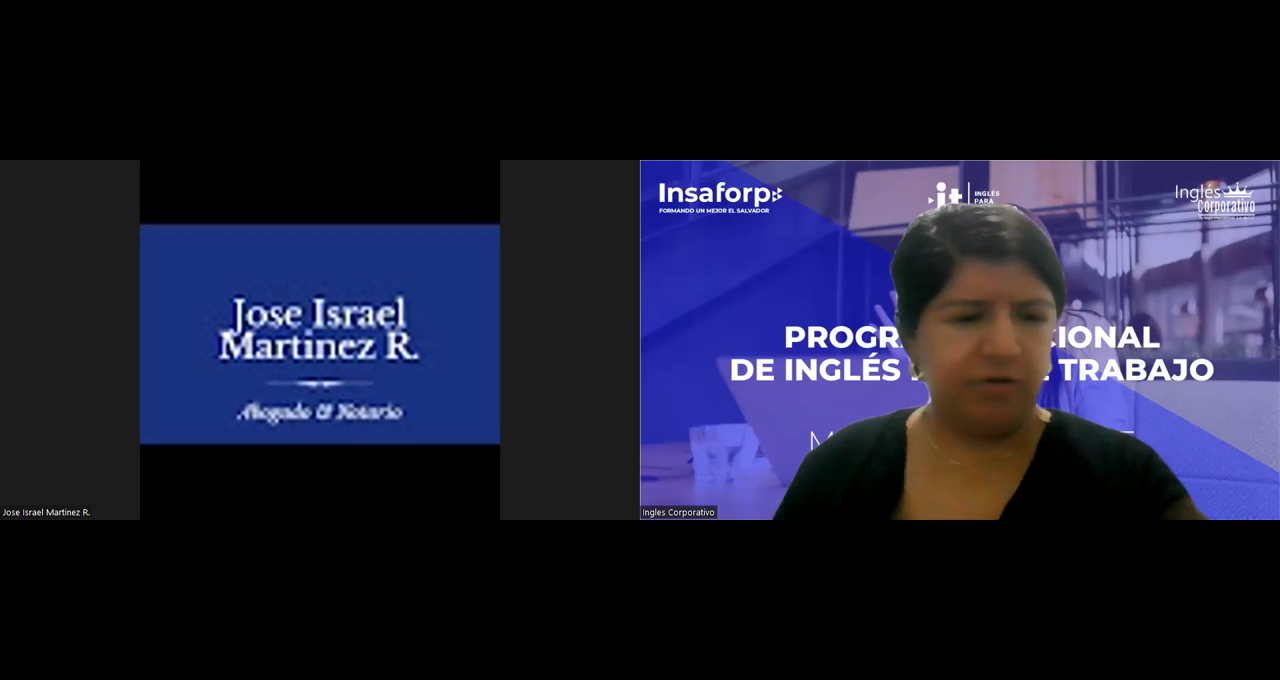 Jose Israel
Martinez R.
Abogado & Notario
Jose Israel Martinez R.
Insaforp
FORMANDO UN MEJOR EL SALVADOR
it
INGLÉS
PARA
Inglés
Corporativo
PROGR CIONAL
DE INGLÉS E TRABAJO
M
Ingles Corporativo